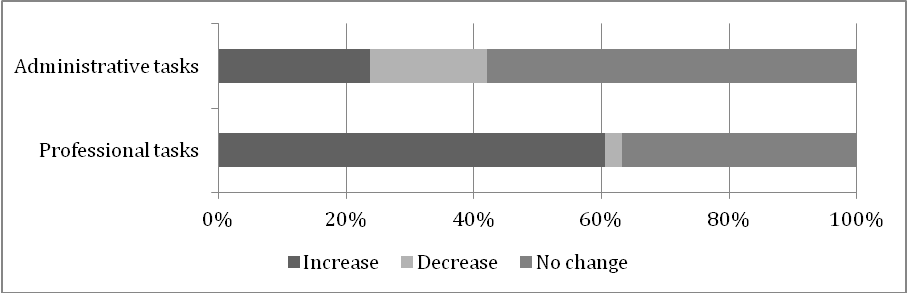 Administrative tasks
Professional tasks
0% 20% 40% 60% 80% 100%
Increase Decrease No change